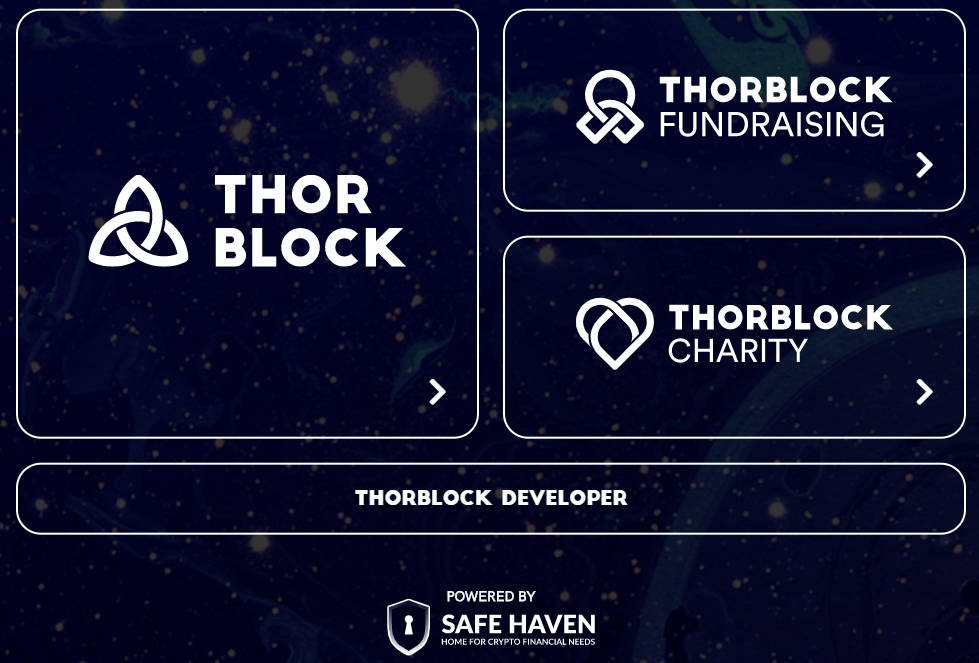 THOR
BLOCK
THORBLOCK
FUNDRAISING
THORBLOCK
CHARITY
THORBLOCK DEVELOPER
POWERED BY
SAFE HAVEN
HOME FOR CRYPTO FINANCIAL NEEDS